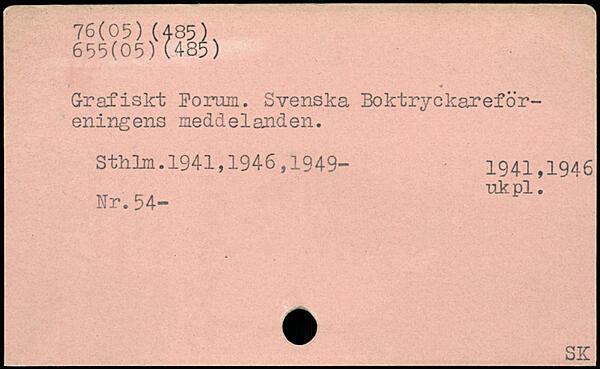 76(05)(485)
655(05)(485)
Grafiskt Forum. Svenska Boktryckareför-
eningens meddelanden.
Sthlm.1941,1946,1949- 1941,1946
ukpl.
Nr.54-
SK